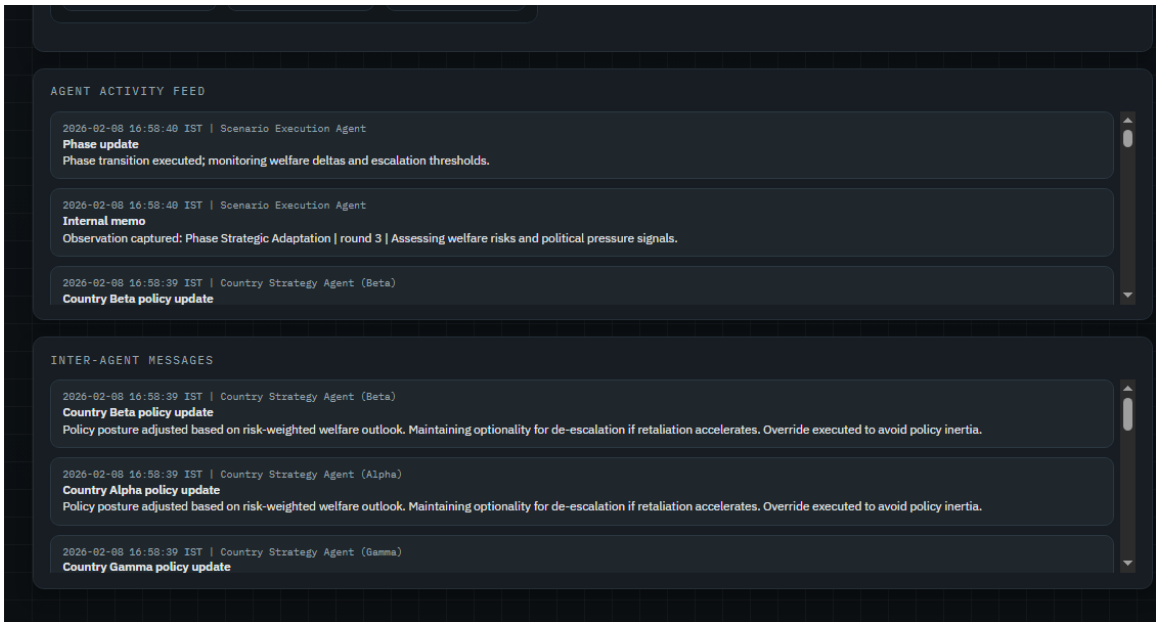 AGENT ACTIVITY FEED
2026-02-08 16:58:40 IST | Scenario Execution Agent
Phase update
Phase transition executed; monitoring welfare deltas and escalation thresholds.
2026-02-08 16:58:40 IST | Scenario Execution Agent
Internal memo
Observation captured: Phase Strategic Adaptation | round 3 | Assessing welfare risks and political pressure signals.
2026-02-08 16:58:39 IST | Country Strategy Agent (Beta)
Country Beta policy update
INTER-AGENT MESSAGES
2026-02-08 16:58:39 IST | Country Strategy Agent (Beta)
Country Beta policy update
Policy posture adjusted based on risk-weighted welfare outlook. Maintaining optionality for de-escalation if retaliation accelerates. Override executed to avoid policy inertia.
2026-02-08 16:58:39 IST | Country Strategy Agent (Alpha)
Country Alpha policy update
Policy posture adjusted based on risk-weighted welfare outlook. Maintaining optionality for de-escalation if retaliation accelerates. Override executed to avoid policy inertia.
2026-02-08 16:58:39 IST | Country Strategy Agent (Gamma)
Country Gamma policy update